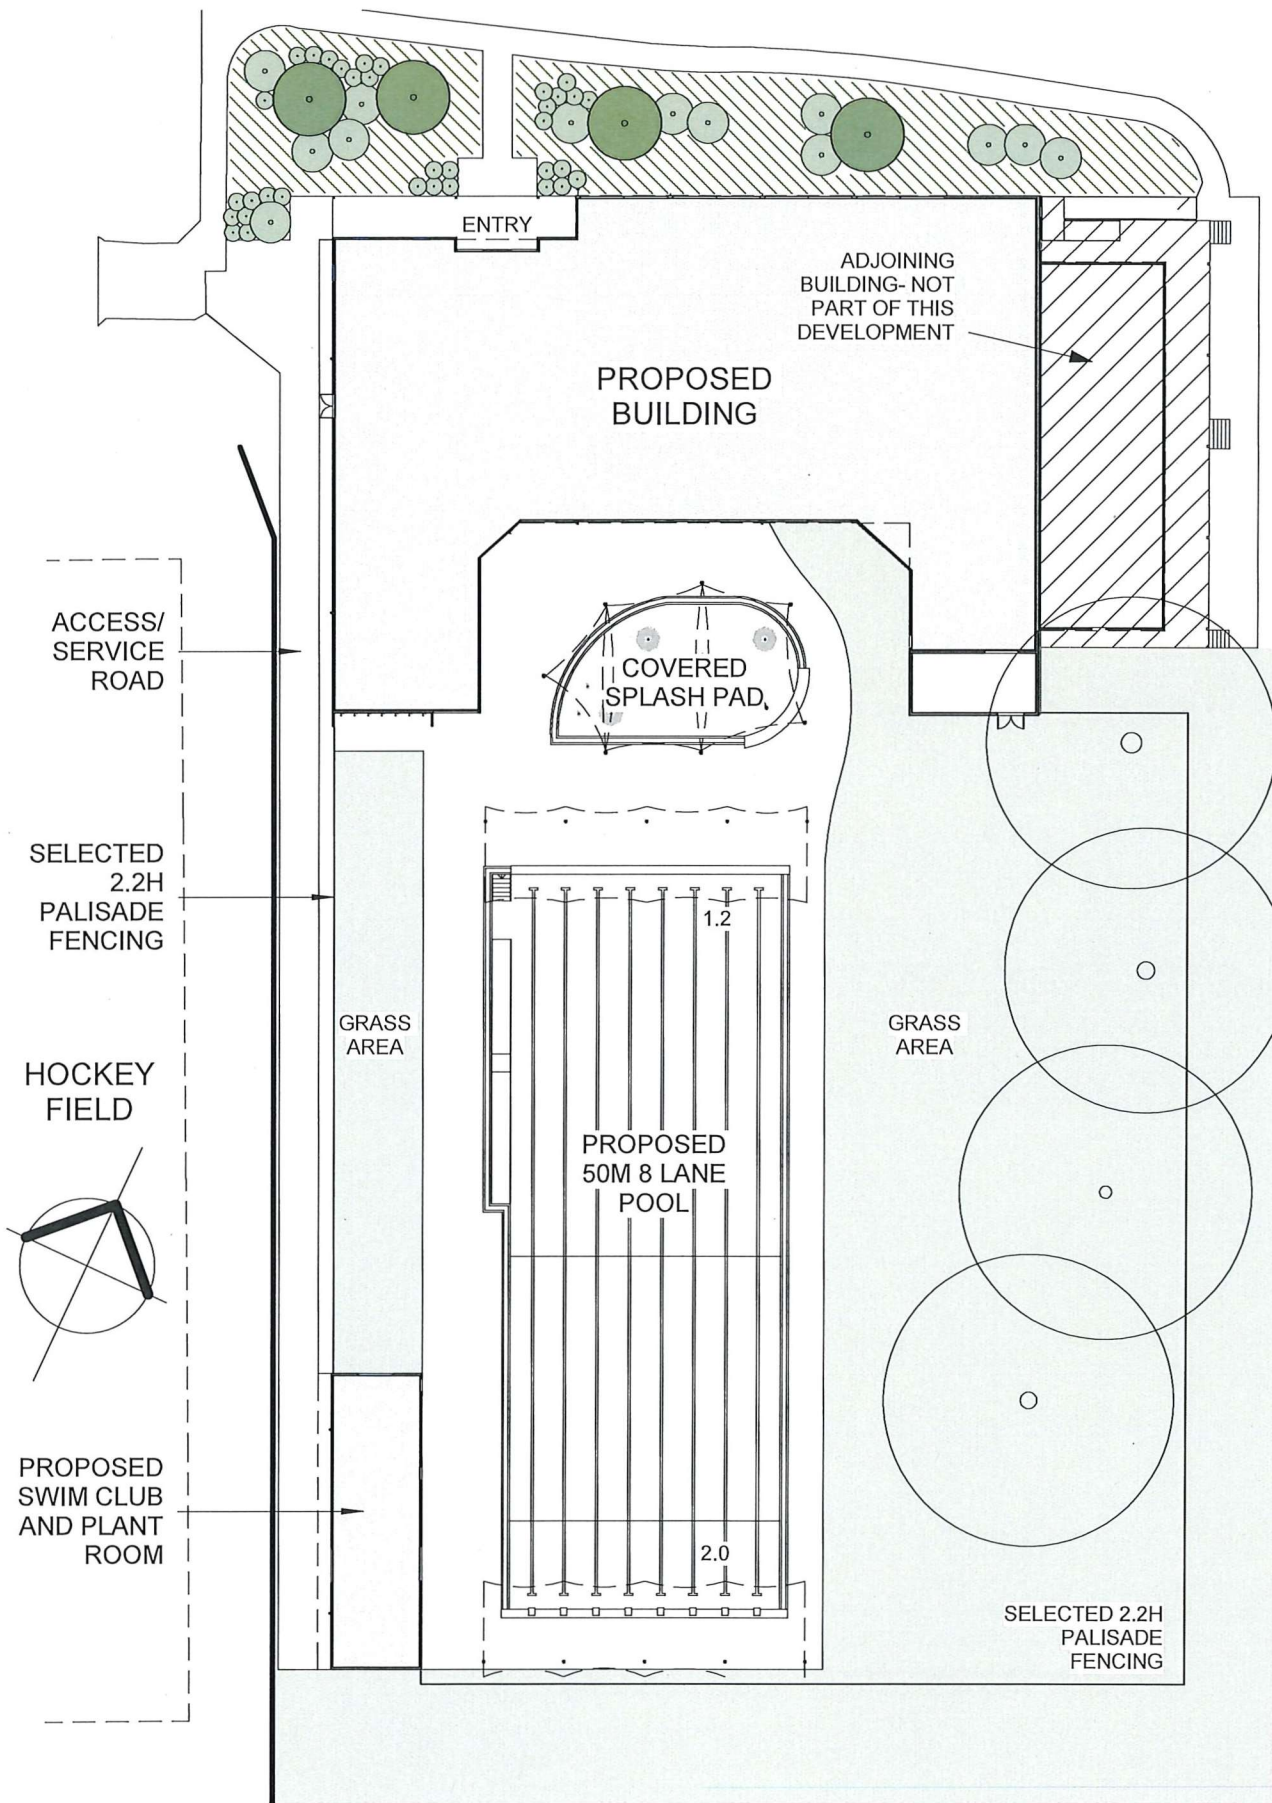 ENTRY
ADJOINING
BUILDING- NOT
PART OF THIS
DEVELOPMENT
PROPOSED
BUILDING
ACCESS/
SERVICE
ROAD
COVERED
SPLASH PAD
SELECTED
2.2H
PALISADE
FENCING
1.2
GRASS
AREA
GRASS
AREA
HOCKEY
FIELD
PROPOSED
50M 8 LANE
POOL
PROPOSED
SWIM CLUB
AND PLANT
ROOM
2.0
SELECTED 2.2H
PALISADE
FENCING